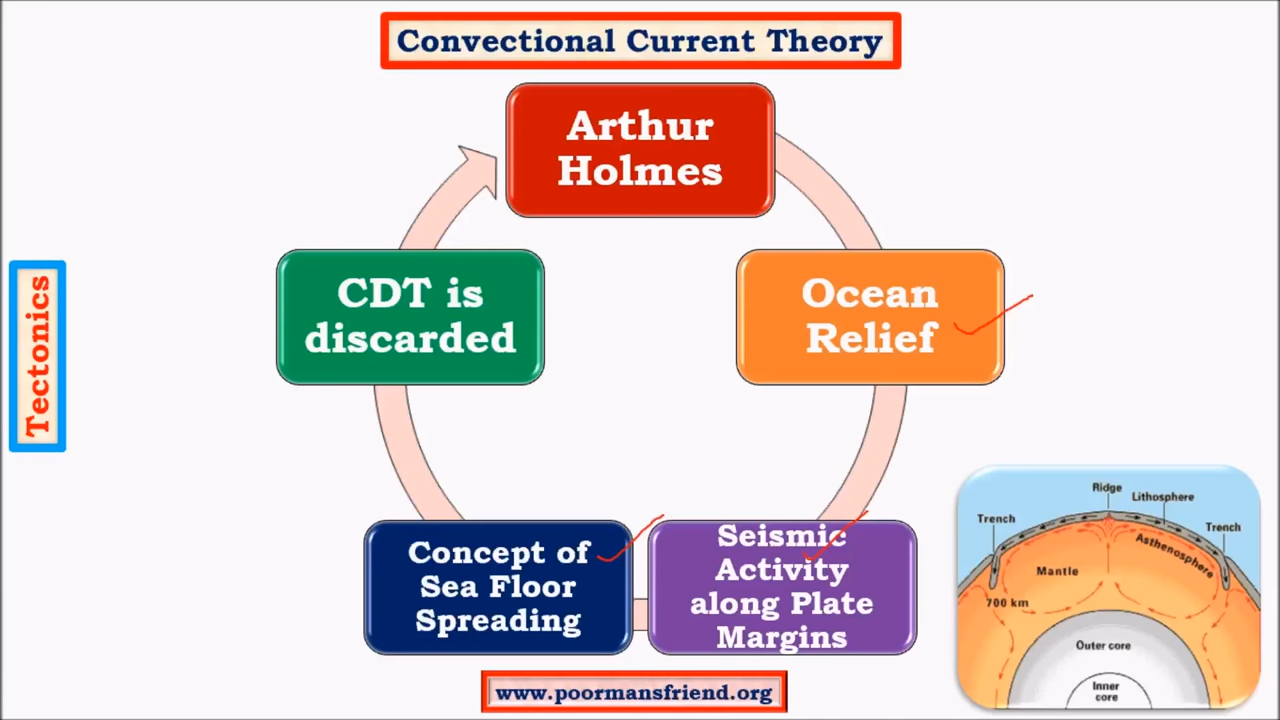 Convectional Current Theory
Arthur
Holmes
CDT is
discarded
Ocean
Relief
Tectonics
Concept of
Sea Floor
Spreading
Seismic
Activity
along Plate
Margins
Ridge
Lithosphere
Trench
Trench
Asthenosphere
Mantle
700 km
Outer core
Inner
core
www.poormansfriend.org